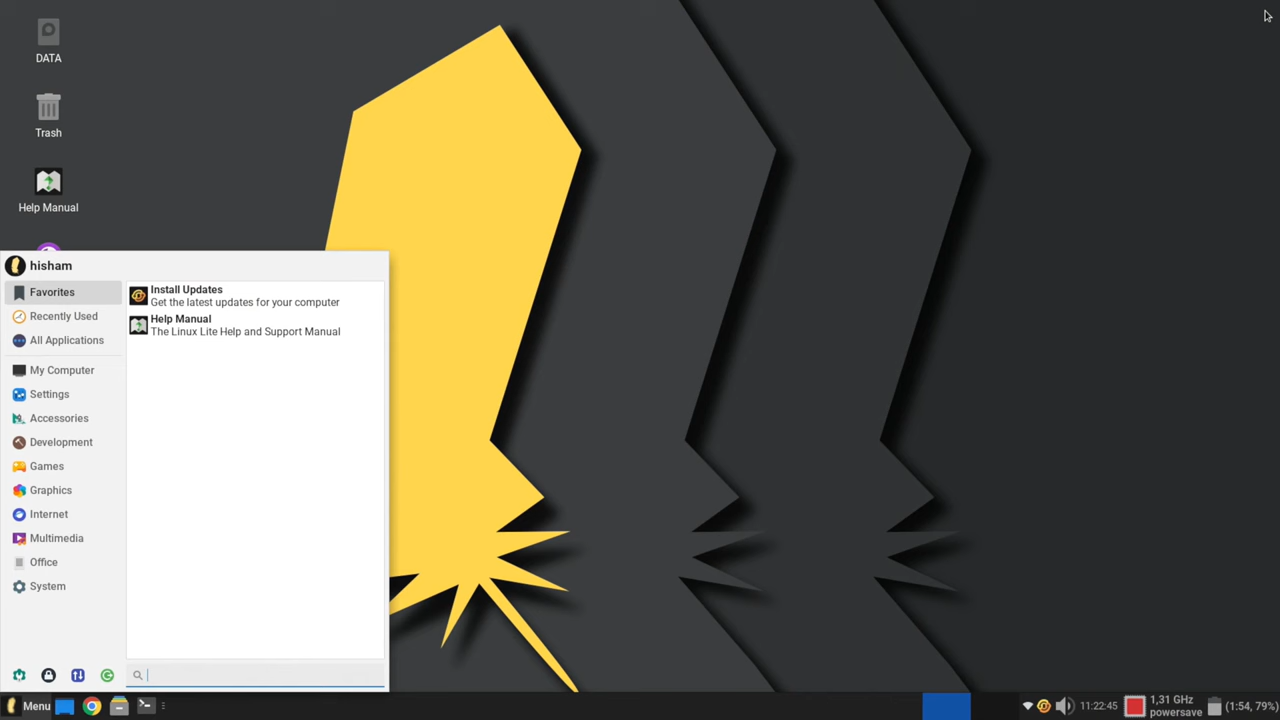 DATA
Trash
Help Manual
hisham
Favorites
Recently Used
All Applications
My Computer
Settings
Accessories
Development
Games
Graphics
Internet
Multimedia
Office
System
Install Updates
Get the latest updates for your computer
Help Manual
The Linux Lite Help and Support Manual
Menu
11:22:45
1,31 GHz
powersave
(1:54, 79%)